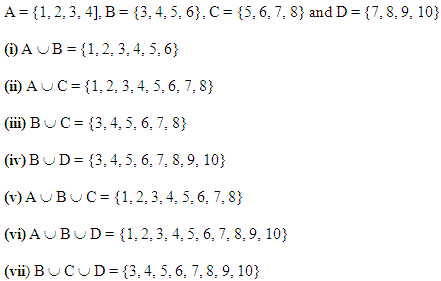 A = {1, 2, 3, 4], B = {3, 4, 5, 6}, C = {5, 6, 7, 8} and D = {7, 8, 9, 10}
(i) A ∪ B = {1, 2, 3, 4, 5, 6}
(ii) A ∪ C = {1, 2, 3, 4, 5, 6, 7, 8}
(iii) B ∪ C = {3, 4, 5, 6, 7, 8}
(iv) B ∪ D = {3, 4, 5, 6, 7, 8, 9, 10}
(v) A ∪ B ∪ C = {1, 2, 3, 4, 5, 6, 7, 8}
(vi) A ∪ B ∪ D = {1, 2, 3, 4, 5, 6, 7, 8, 9, 10}
(vii) B ∪ C ∪ D = {3, 4, 5, 6, 7, 8, 9, 10}